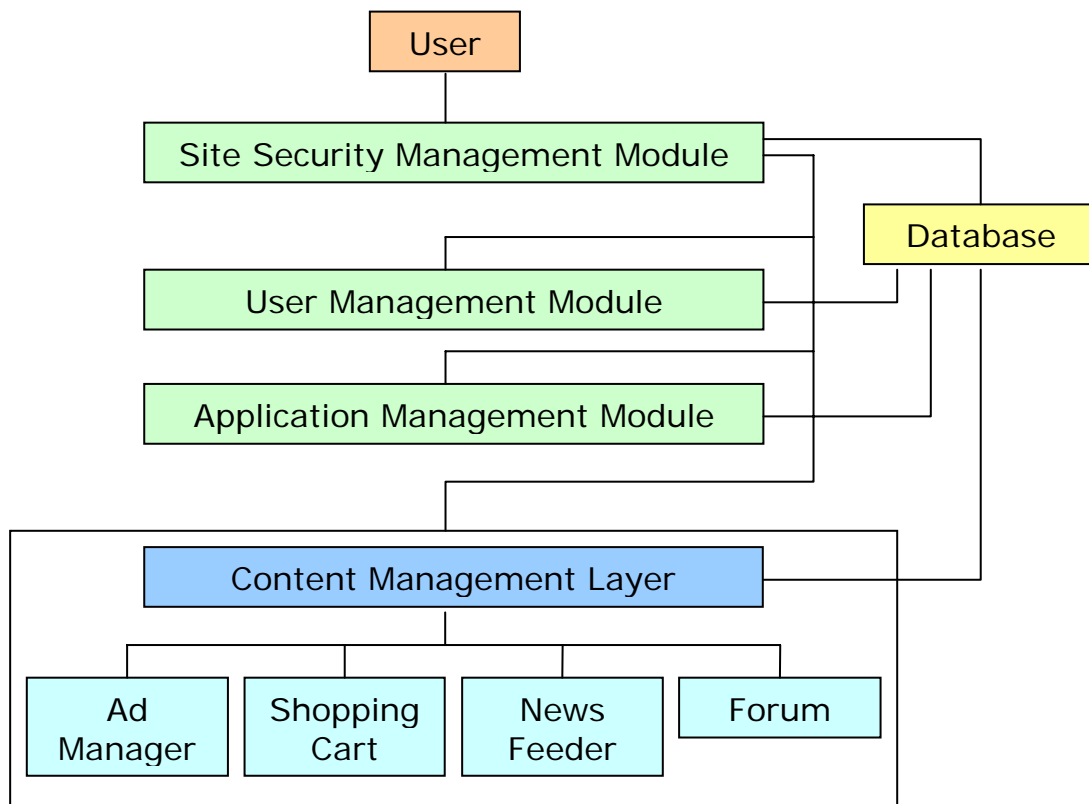 User
Site Security Management Module
Database
User Management Module
Application Management Module
Content Management Layer
Ad
Manager
Shopping
Cart
News
Feeder
Forum